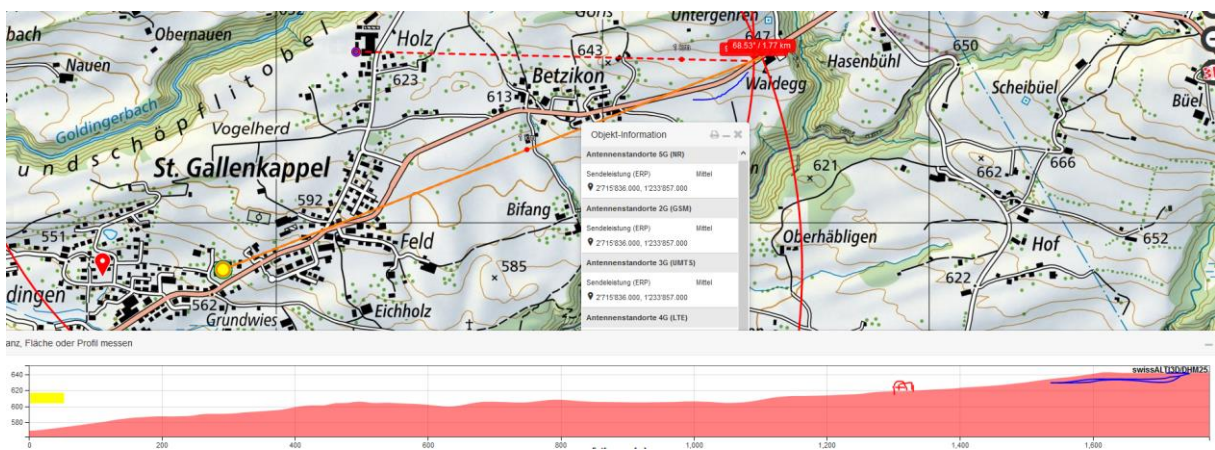 Obernauen
bach
Nauen
Goldingerbach
undschöpflitobel
Holz
623
643
Untergehren
647
68.53° / 1.77 km
Betzikon
613
Waldegg
Hasenbühl
650
Scheibüel
Büel
Vogelherd
St. Gallenkappel
592
551
Feld
Bifang
585
562
dingen
Grundwies
Eichholz
621
662
666
Oberhäbligen
Hof
652
622
Objekt-Information
Antennenstandorte 5G (NR)
Sendeleistung (ERP) Mittel
2'715'836.000, 1'233'857.000
Antennenstandorte 2G (GSM)
Sendeleistung (ERP) Mittel
2'715'836.000, 1'233'857.000
Antennenstandorte 3G (UMTS)
Sendeleistung (ERP) Mittel
2'715'836.000, 1'233'857.000
Antennenstandorte 4G (LTE)
anz, Fläche oder Profil messen
swissALTI3D/DHM25
640
620
600
580
0 200 400 600 800 1,000 1,200 1,400 1,600